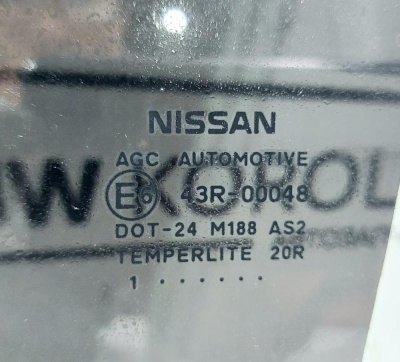 NISSAN
AGC AUTOMOTIVE
E6 43R-00048
DOT-24 M188 AS2
TEMPERLITE 20R
1 · · · · · ·